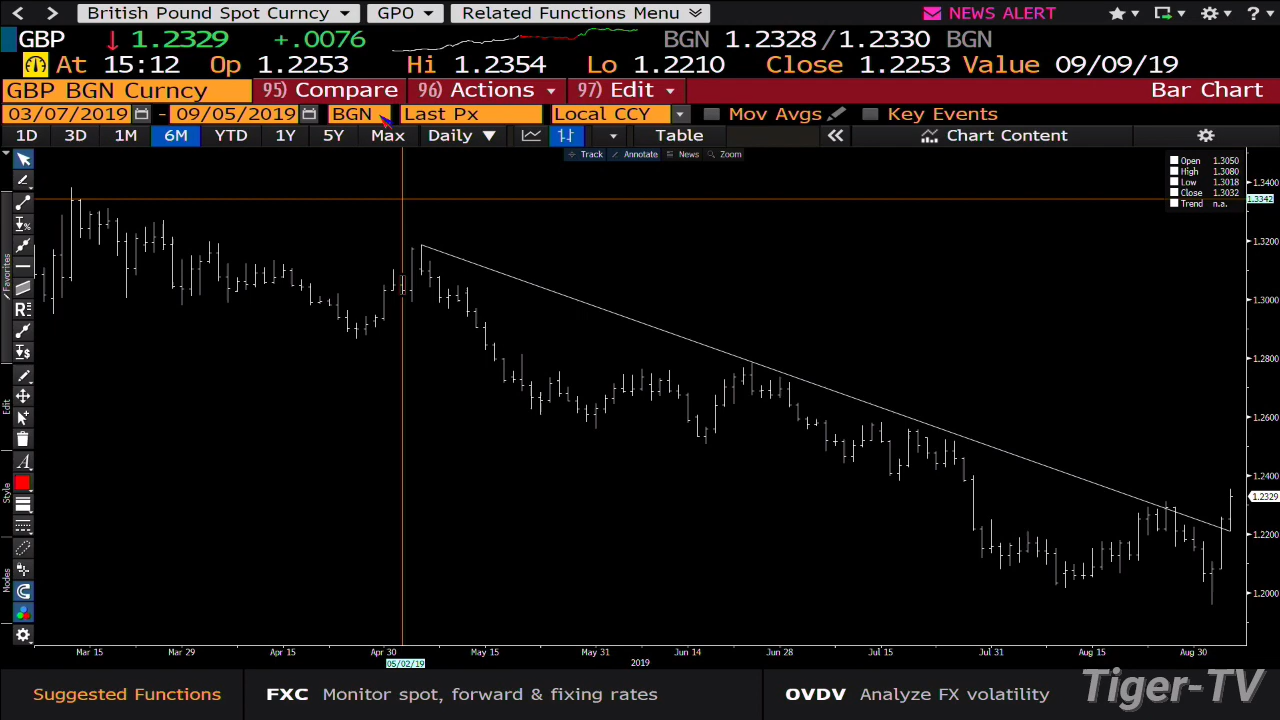 British Pound Spot Curncy GPO Related Functions Menu NEWS ALERT ?
GBP 1.2329 +.0076 BGN 1.2328/1.2330 BGN
At 15:12 Op 1.2253 Hi 1.2354 Lo 1.2210 Close 1.2253 Value 09/09/19
GBP BGN Curncy 95) Compare 96) Actions 97) Edit Bar Chart
03/07/2019 - 09/05/2019 BGN Last Px Local CCY Mov Avgs Key Events
1D 3D 1M 6M YTD 1Y 5Y Max Daily Table Chart Content
Track Annotate News Zoom
Open 1.3050
High 1.3080
Low 1.3018
Close 1.3032
Trend n.a.
1.3400
1.3342
1.3200
1.3000
1.2800
1.2600
1.2400
1.2329
1.2200
1.2000
Favorites
Edit
Style
Modes
Mar 15 Mar 29 Apr 15 Apr 30 May 15 May 31 Jun 14 Jun 28 Jul 15 Jul 31 Aug 15 Aug 30
05/02/19 2019
Suggested Functions FXC Monitor spot, forward & fixing rates OVDV Analyze FX volatility
Tiger-TV